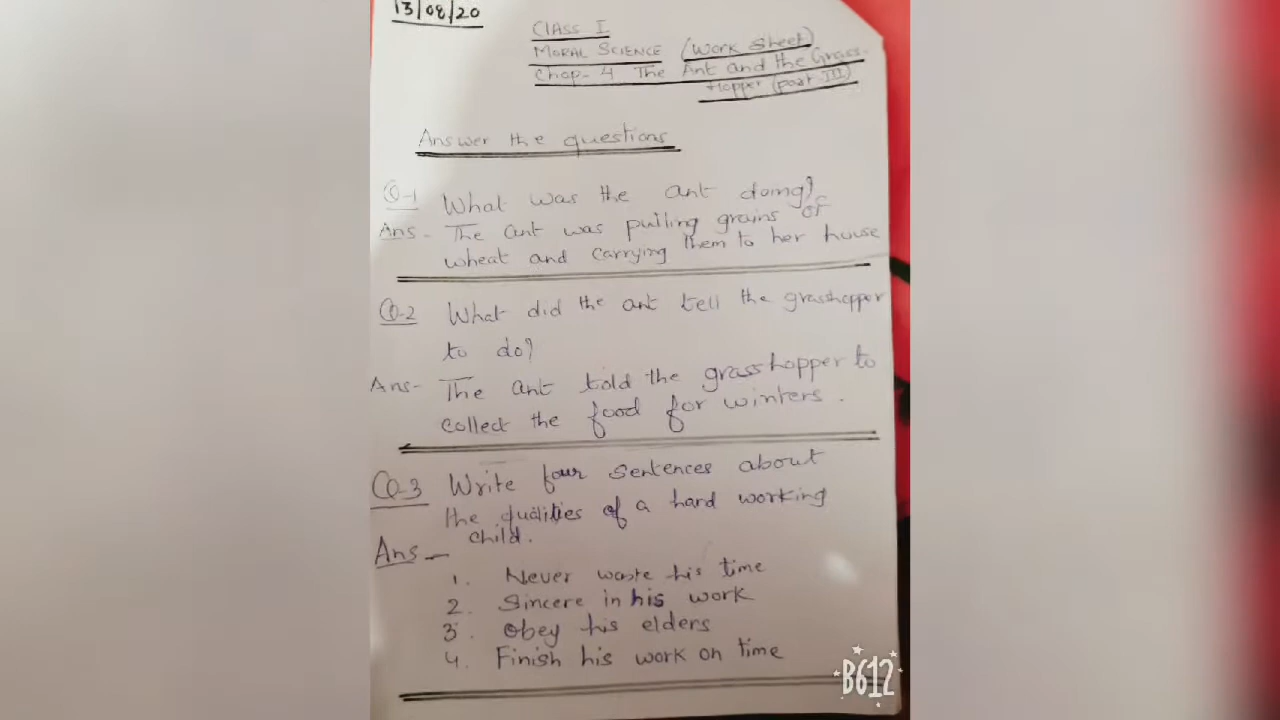 13/08/20
Class I
Moral Science (Work Sheet)
Chap-4 The Ant and the Grass-
Hopper (part III)
Answer the questions
Q-1 What was the ant doing?
Ans- The ant was pulling grains of
wheat and carrying them to her house
Q-2 What did the ant tell the grasshopper
to do?
Ans- The ant told the grasshopper to
collect the food for winters.
Q-3 Write four sentences about
the qualities of a hard working
child.
Ans-
1. Never waste his time
2. Sincere in his work
3. Obey his elders
4. Finish his work on time
B612